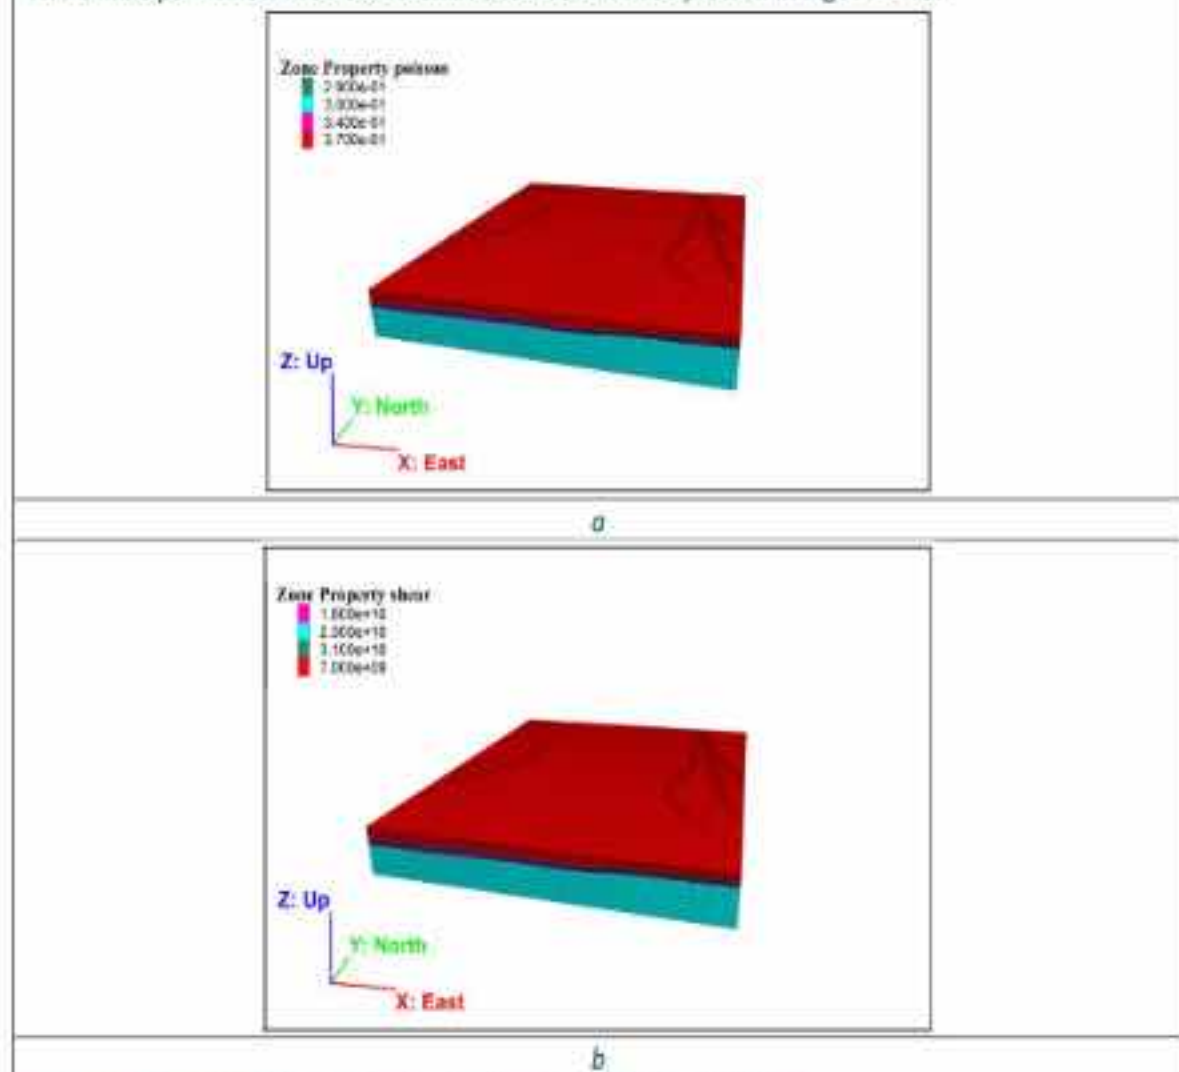 Zone Property poisson
2.900e-01
3.000e-01
3.400e-01
3.700e-01
Z: Up
Y: North
X: East
a
Zone Property shear
1.600e+10
2.300e+10
3.100e+10
7.000e+09
Z: Up
Y: North
X: East
b